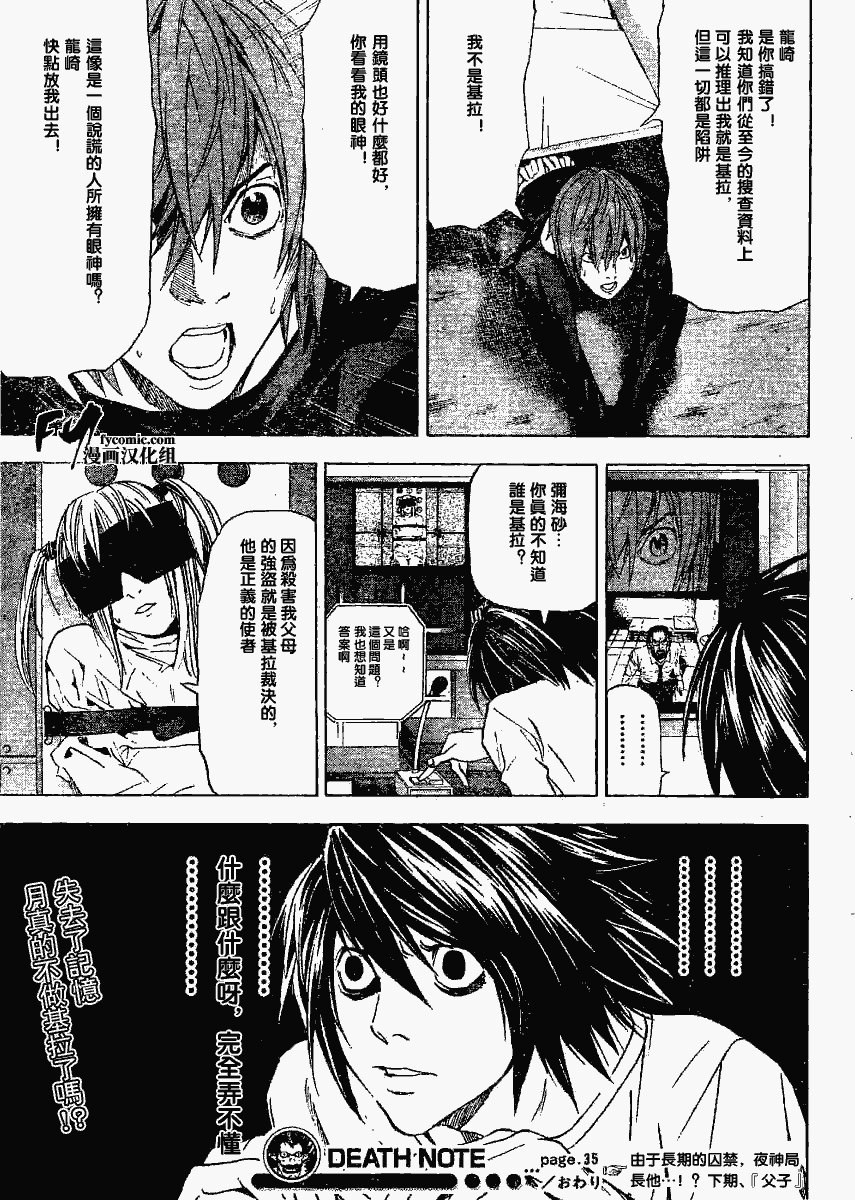 龍崎
是你搞錯了！
我知道你們從至今的搜查資料上
可以推理出我就是基拉，
但這一切都是陷阱
我不是基拉！
用鏡頭也好什麼都好，
你看看我的眼神！
這像是一個說謊的人所擁有眼神嗎？
龍崎
快點放我出去！
fycomic.com
漫画汉化组
………
彌海砂…
你真的不知道
誰是基拉？
哈啊~~
又是
這個問題？
我也想知道
答案啊
因為殺害我父母
的強盜就是被基拉裁決的，
他是正義的使者
什麼跟什麼呀，完全弄不懂
失去了記憶
月真的不做基拉了嗎！？
DEATH NOTE
page.35
／おわり
☞由于長期的囚禁，夜神局
長他…！？下期、『父子』